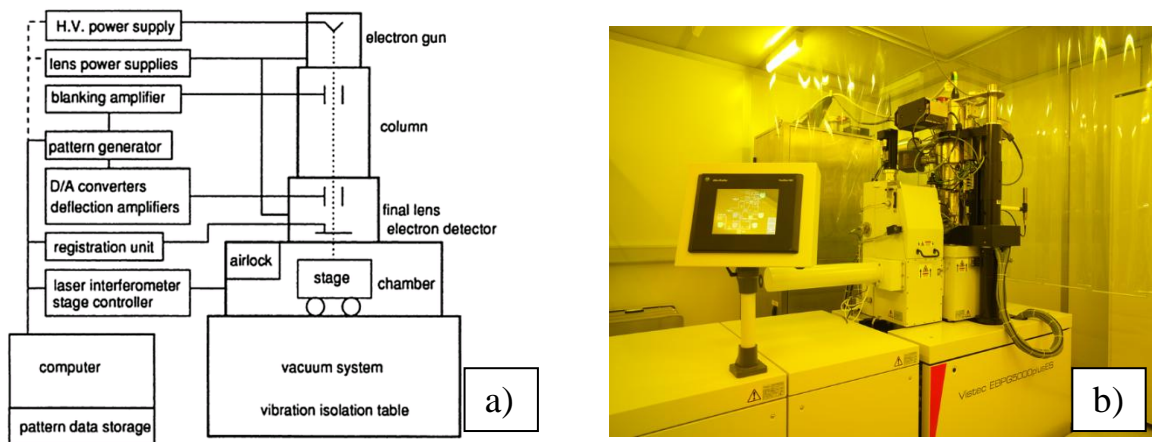 H.V. power supply
electron gun
lens power supplies
blanking amplifier
column
pattern generator
D/A converters
deflection amplifiers
final lens
electron detector
registration unit
airlock
stage
laser interferometer
stage controller
chamber
computer
vacuum system
vibration isolation table
pattern data storage
a)
Vistec EBPG5000plusES
b)